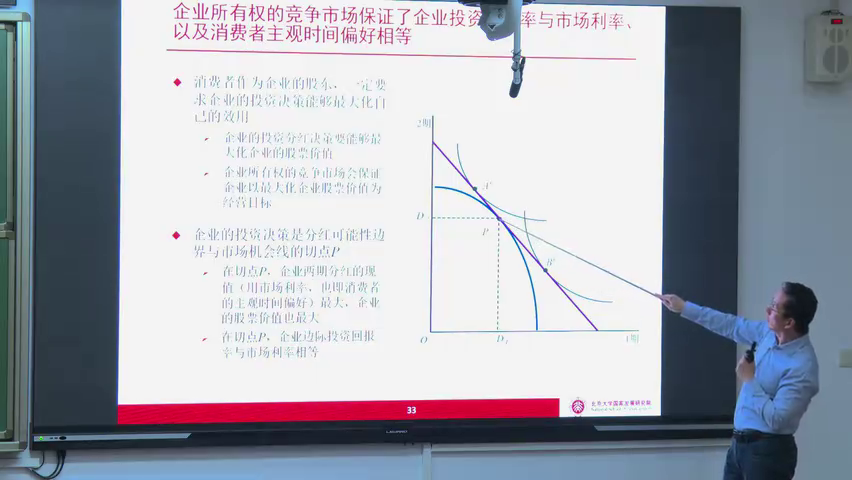 企业所有权的竞争市场保证了企业投资 率与市场利率、
以及消费者主观时间偏好相等
消费者作为企业的股东,一定要
求企业的投资决策能够最大化自
己的效用
企业的投资分红决策要能够最
大化企业的股票价值
企业所有权的竞争市场会保证
企业以最大化企业股票价值为
经营目标
企业的投资决策是分红可能性边
界与市场机会线的切点P
在切点P,企业两期分红的现
值(用市场利率,也即消费者
的主观时间偏好)最大,企业
的股票价值也最大
在切点P,企业边际投资回报
率与市场利率相等
2期
A'
D
P
B'
O
D₁
1期
33
北京大学国家发展研究院